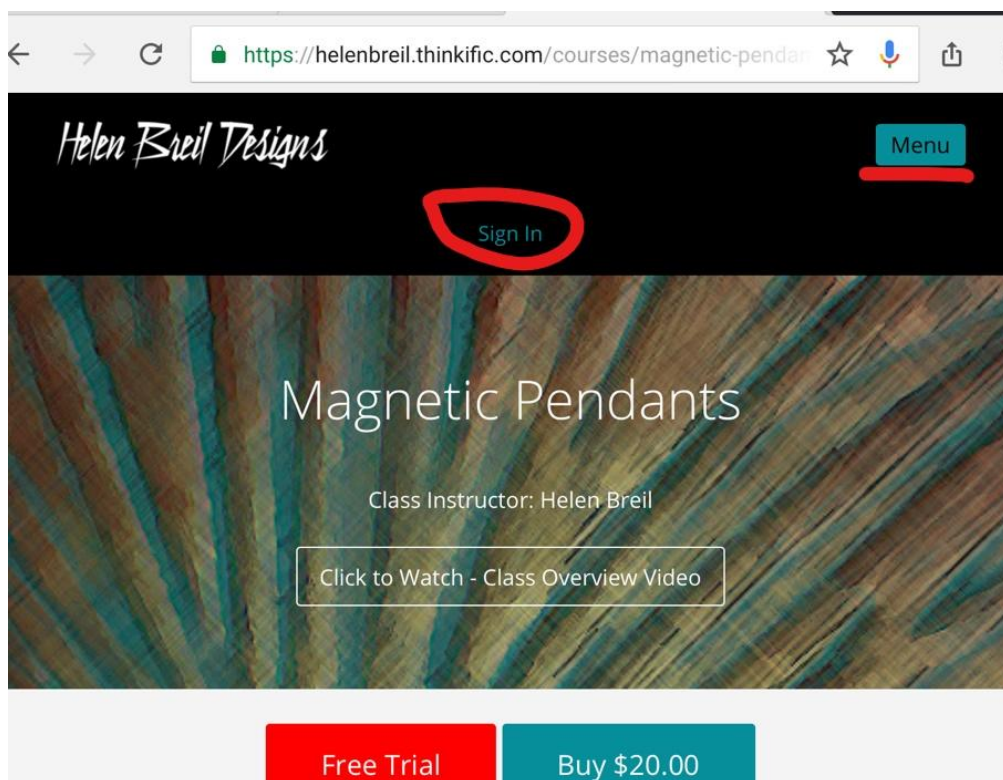 https://helenbreil.thinkific.com/courses/magnetic-pendan
Helen Breil Designs
Menu
Sign In
Magnetic Pendants
Class Instructor: Helen Breil
Click to Watch - Class Overview Video
Free Trial Buy $20.00